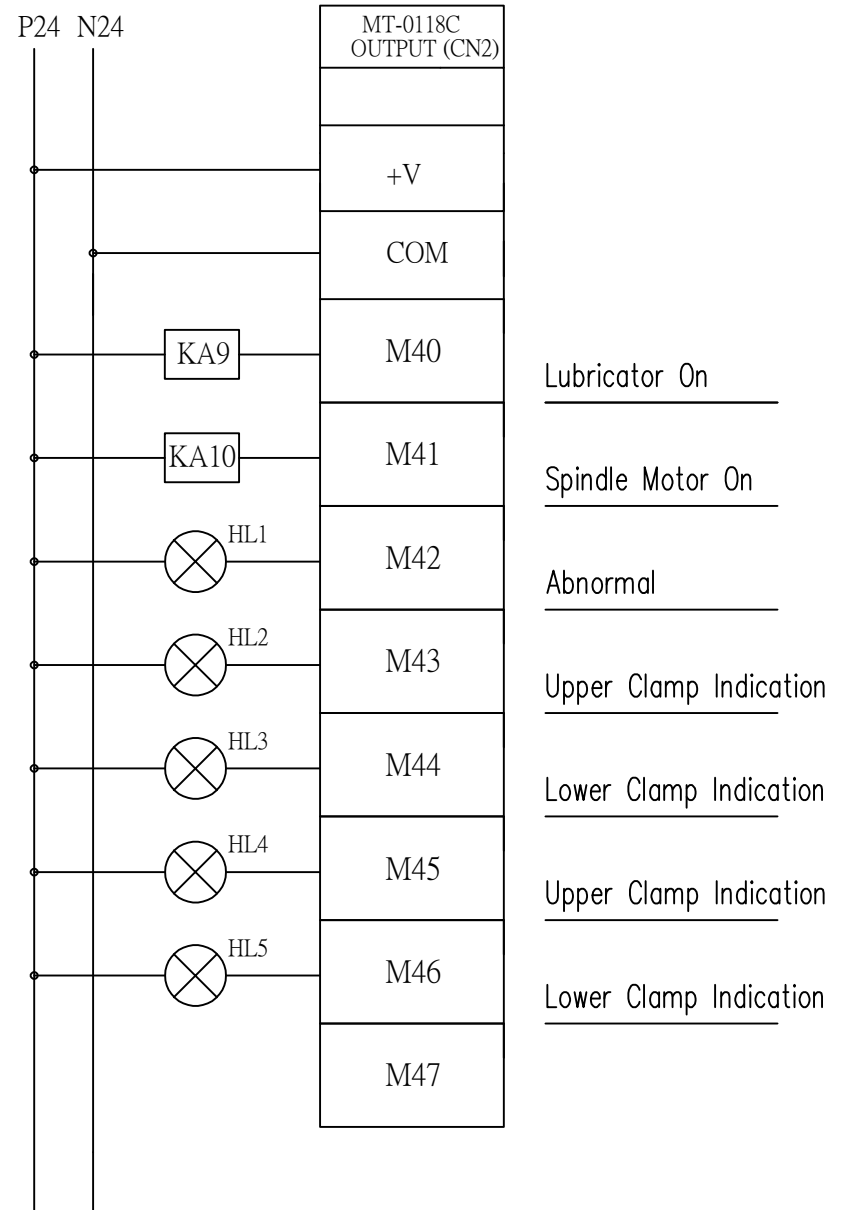 P24 N24
MT-0118C
OUTPUT (CN2)
+V
COM
KA9
M40
Lubricator On
KA10
M41
Spindle Motor On
HL1
M42
Abnormal
HL2
M43
Upper Clamp Indication
HL3
M44
Lower Clamp Indication
HL4
M45
Upper Clamp Indication
HL5
M46
Lower Clamp Indication
M47